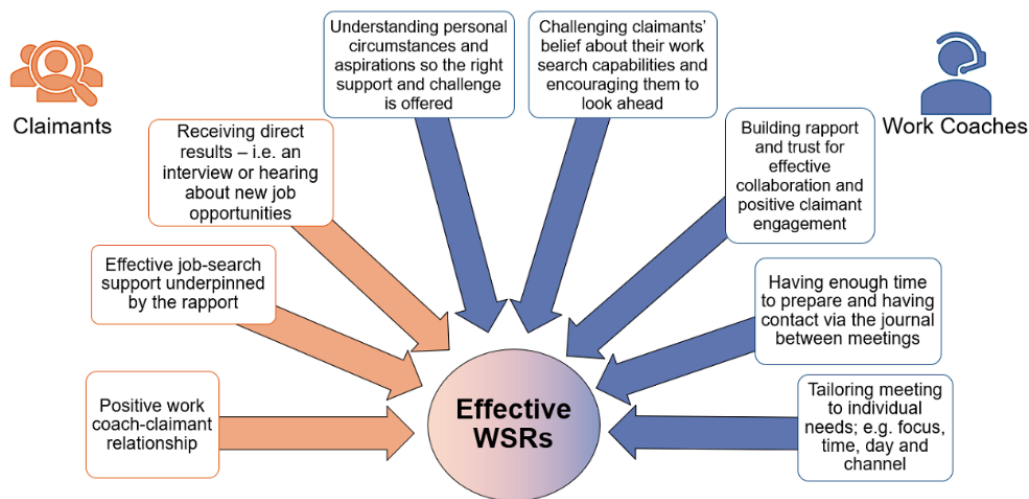 Claimants
Work Coaches
Understanding personal
circumstances and
aspirations so the right
support and challenge
is offered
Challenging claimants’
belief about their work
search capabilities and
encouraging them to
look ahead
Receiving direct
results – i.e. an
interview or hearing
about new job
opportunities
Building rapport
and trust for
effective
collaboration and
positive claimant
engagement
Effective job-search
support underpinned
by the rapport
Having enough time
to prepare and having
contact via the journal
between meetings
Positive work
coach-claimant
relationship
Tailoring meeting
to individual
needs; e.g. focus,
time, day and
channel
Effective
WSRs